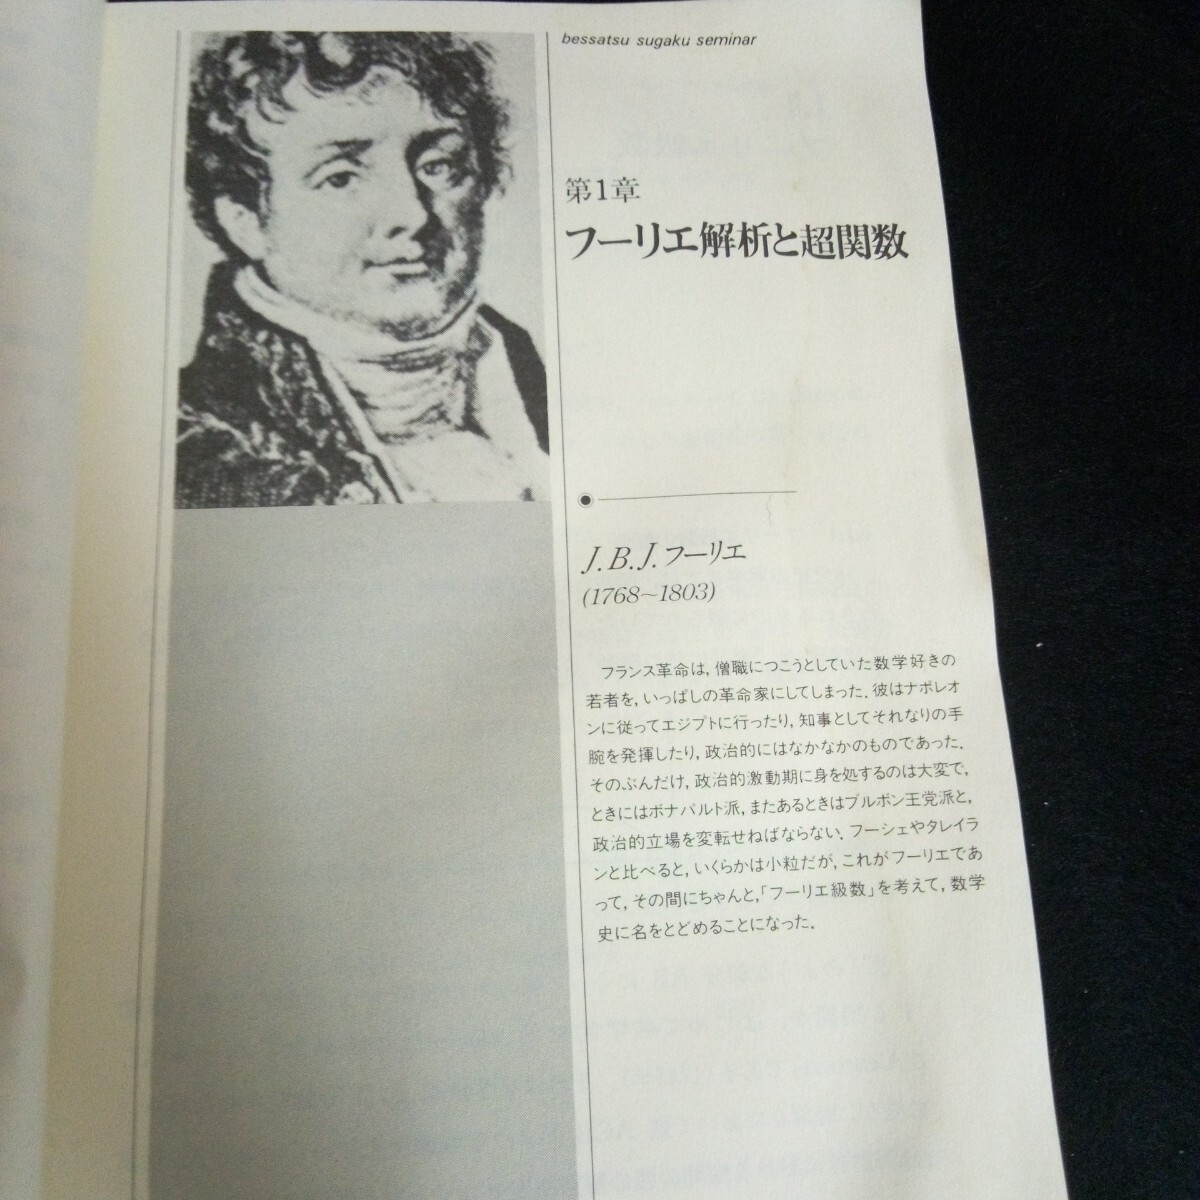 bessatsu sugaku seminar
第1章
フーリエ解析と超関数
J.B.J.フーリエ
(1768〜1803)
フランス革命は，僧職につこうとしていた数学好きの
若者を，いっぱしの革命家にしてしまった．彼はナポレオ
ンに従ってエジプトに行ったり，知事としてそれなりの手
腕を発揮したり，政治的にはなかなかのものであった．
そのぶんだけ，政治的激動期に身を処するのは大変で，
ときにはボナパルト派，またあるときはブルボン王党派と，
政治的立場を変転せねばならない．フーシェやタレイラ
ンと比べると，いくらかは小粒だが，これがフーリエであ
って，その間にちゃんと，「フーリエ級数」を考えて，数学
史に名をとどめることになった．